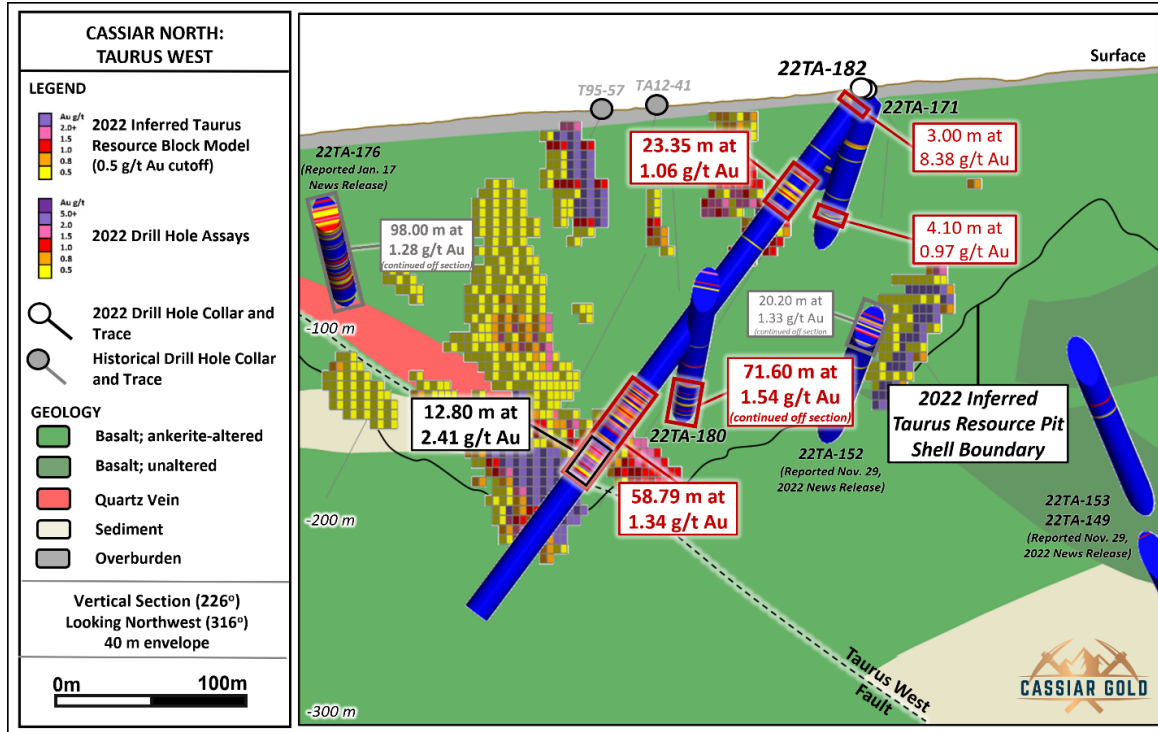 CASSIAR NORTH:
TAURUS WEST
LEGEND
Au g/t
2.0+
1.5
1.0
0.8
0.5
2022 Inferred Taurus
Resource Block Model
(0.5 g/t Au cutoff)
Au g/t
5.0+
2.0
1.5
1.0
0.8
0.5
2022 Drill Hole Assays
2022 Drill Hole Collar and
Trace
Historical Drill Hole Collar
and Trace
GEOLOGY
Basalt; ankerite-altered
Basalt; unaltered
Quartz Vein
Sediment
Overburden
Vertical Section (226°)
Looking Northwest (316°)
40 m envelope
0m 100m
Surface
22TA-182
T95-57
TA12-41
22TA-171
22TA-176
(Reported Jan. 17
News Release)
23.35 m at
1.06 g/t Au
3.00 m at
8.38 g/t Au
98.00 m at
1.28 g/t Au
(continued off section)
4.10 m at
0.97 g/t Au
20.20 m at
1.33 g/t Au
(continued off section
-100 m
71.60 m at
1.54 g/t Au
(continued off section)
12.80 m at
2.41 g/t Au
22TA-180
2022 Inferred
Taurus Resource Pit
Shell Boundary
22TA-152
(Reported Nov. 29,
2022 News Release)
58.79 m at
1.34 g/t Au
22TA-153
22TA-149
(Reported Nov. 29,
2022 News Release)
-200 m
Taurus West
Fault
CASSIAR GOLD
-300 m